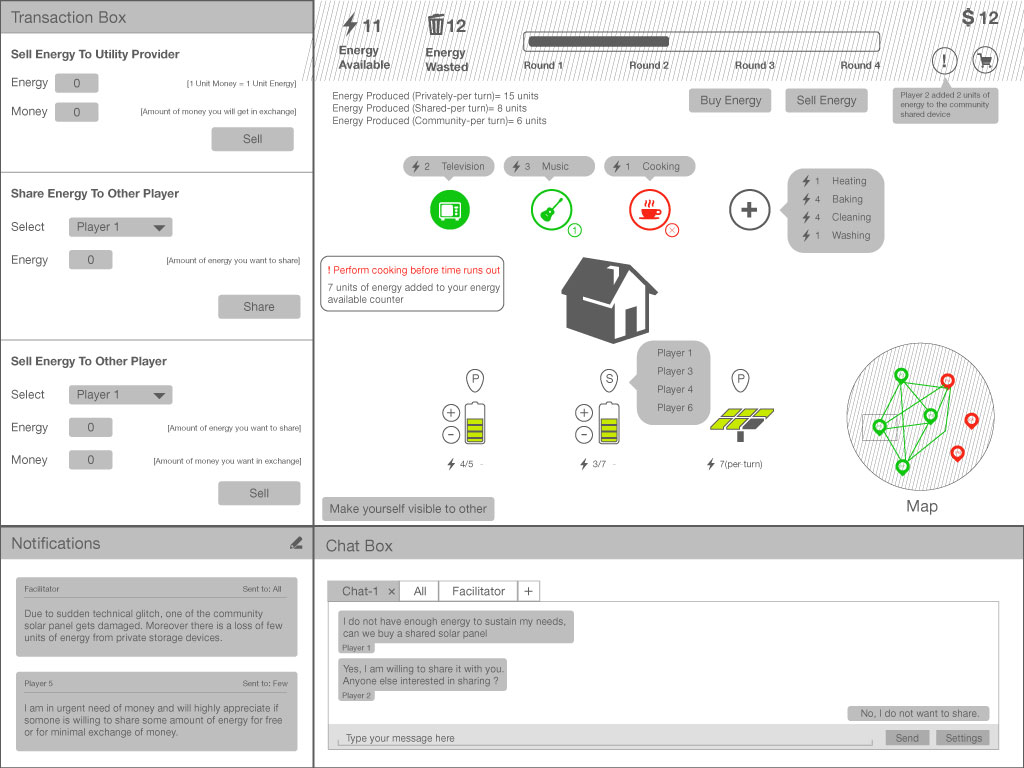 Transaction Box
Sell Energy To Utility Provider
Energy 0 [1 Unit Money = 1 Unit Energy]
Money 0 [Amount of money you will get in exchange]
Sell
Share Energy To Other Player
Select Player 1
Energy 0 [Amount of energy you want to share]
Share
Sell Energy To Other Player
Select Player 1
Energy 0 [Amount of energy you want to share]
Money 0 [Amount of money you want in exchange]
Sell
11
Energy
Available
12
Energy
Wasted
Round 1 Round 2 Round 3 Round 4
$ 12
!
Player 2 added 2 units of
energy to the community
shared device
Energy Produced (Privately-per turn)= 15 units
Energy Produced (Shared-per turn)= 8 units
Energy Produced (Community-per turn)= 6 units
Buy Energy Sell Energy
2 Television
3 Music
1 Cooking
1
1 Heating
4 Baking
4 Cleaning
1 Washing
! Perform cooking before time runs out
7 units of energy added to your energy
available counter
P
4/5 -
S
3/7 -
Player 1
Player 3
Player 4
Player 6
P
7(per turn)
Map
Make yourself visible to other
Notifications
Facilitator Sent to: All
Due to sudden technical glitch, one of the community
solar panel gets damaged. Moreover there is a loss of few
units of energy from private storage devices.
Player 5 Sent to: Few
I am in urgent need of money and will highly appreciate if
somone is willing to share some amount of energy for free
or for minimal exchange of money.
Chat Box
Chat-1 × All Facilitator +
I do not have enough energy to sustain my needs,
can we buy a shared solar panel
Player 1
Yes, I am willing to share it with you.
Anyone else interested in sharing ?
Player 2
No, I do not want to share.
Type your message here
Send Settings